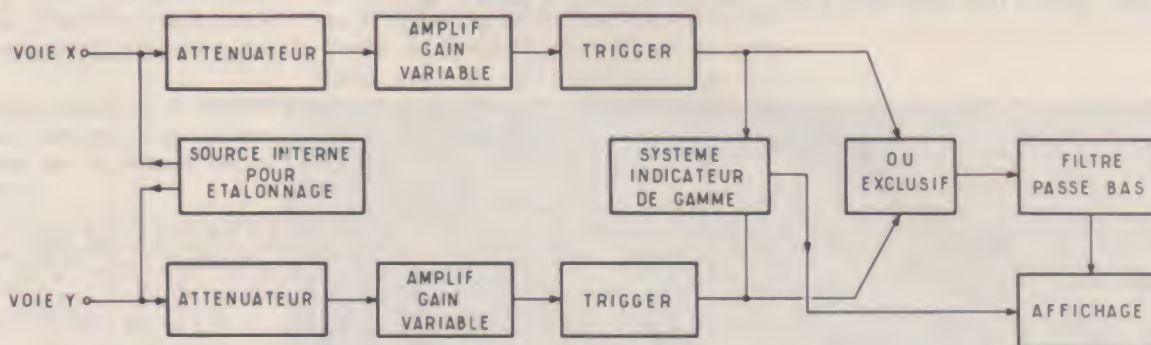 VOIE X
ATTENUATEUR
AMPLIF
GAIN
VARIABLE
TRIGGER
SOURCE INTERNE
POUR
ETALONNAGE
SYSTEME
INDICATEUR
DE GAMME
OU
EXCLUSIF
FILTRE
PASSE BAS
VOIE Y
ATTENUATEUR
AMPLIF.
GAIN
VARIABLE
TRIGGER
AFFICHAGE